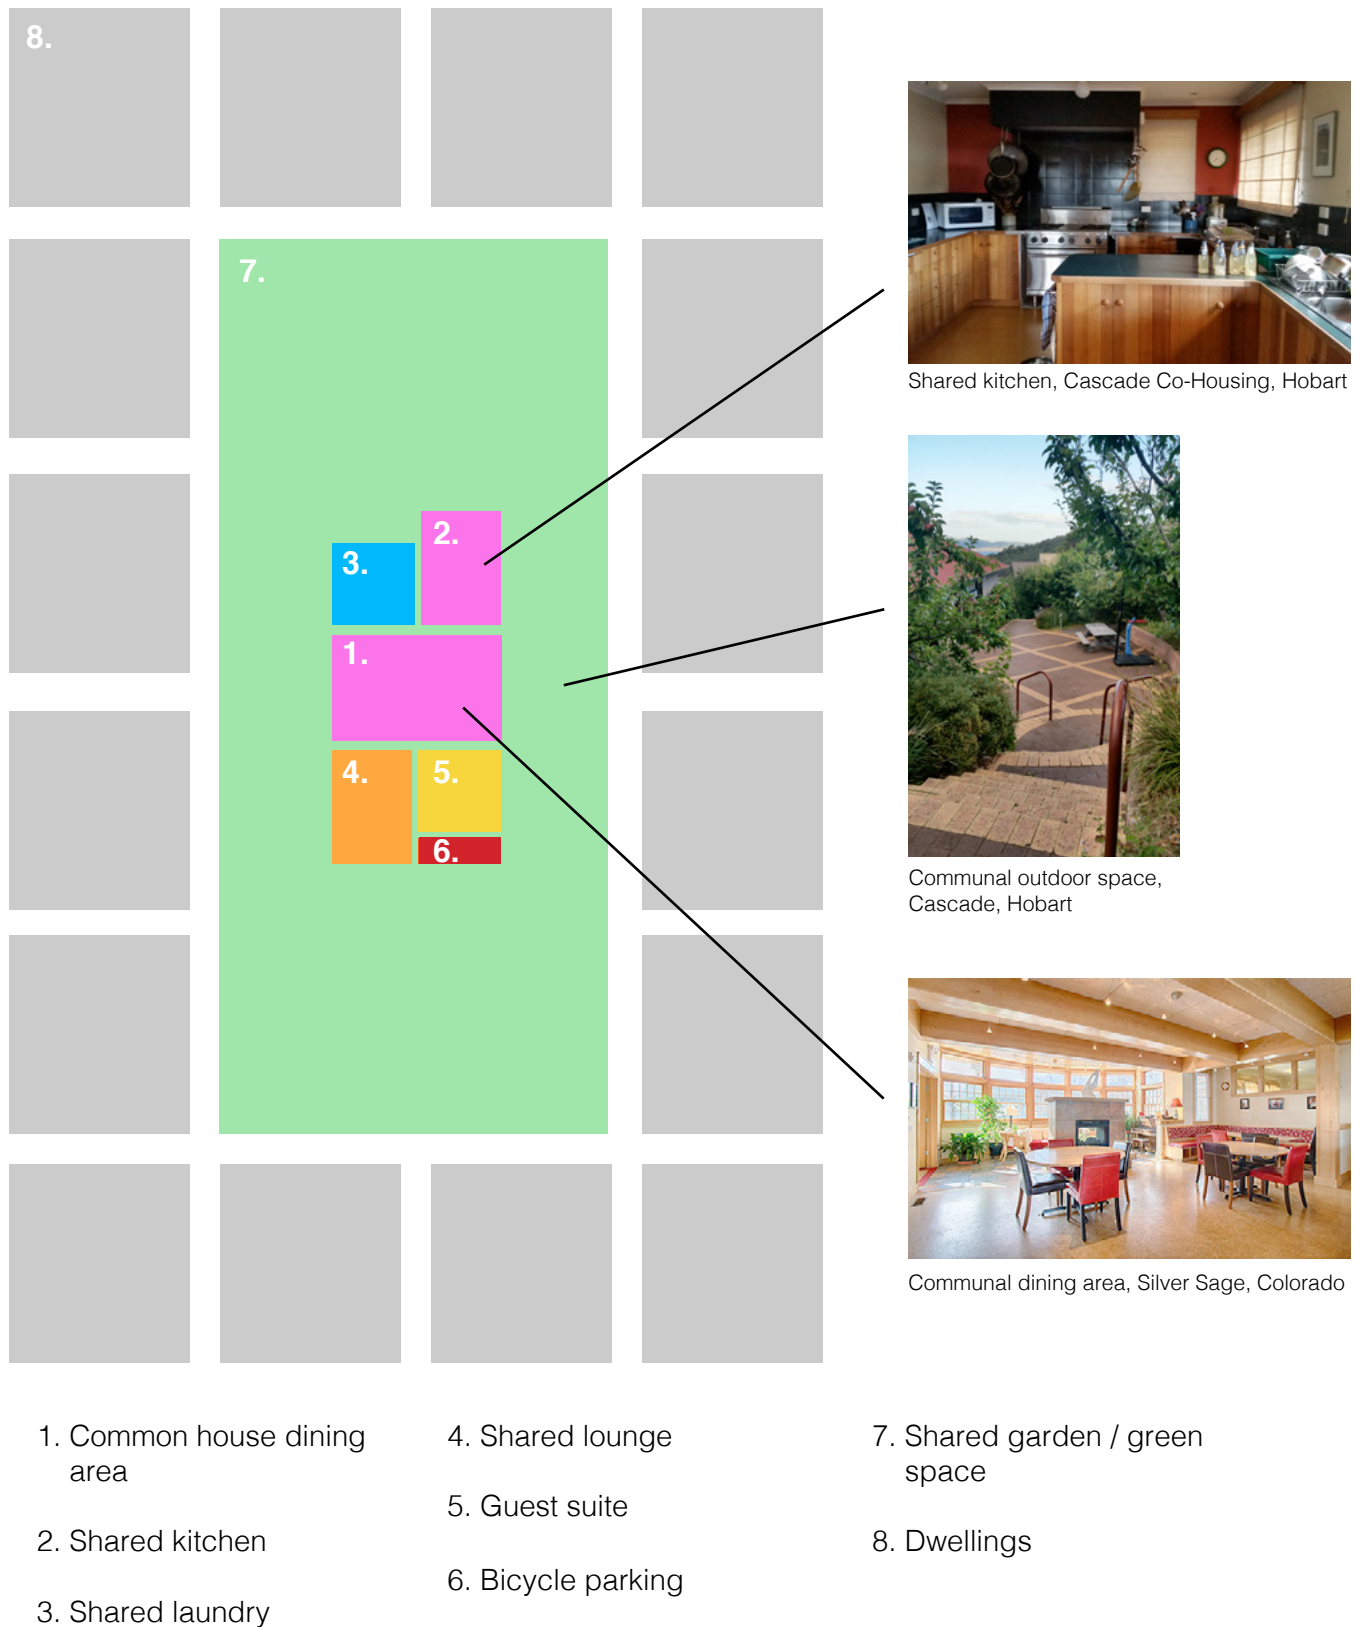 8.
7.
2.
3.
1.
4.
5.
6.
Shared kitchen, Cascade Co-Housing, Hobart
Communal outdoor space,
Cascade, Hobart
Communal dining area, Silver Sage, Colorado
1. Common house dining
area
2. Shared kitchen
3. Shared laundry
4. Shared lounge
5. Guest suite
6. Bicycle parking
7. Shared garden / green
space
8. Dwellings